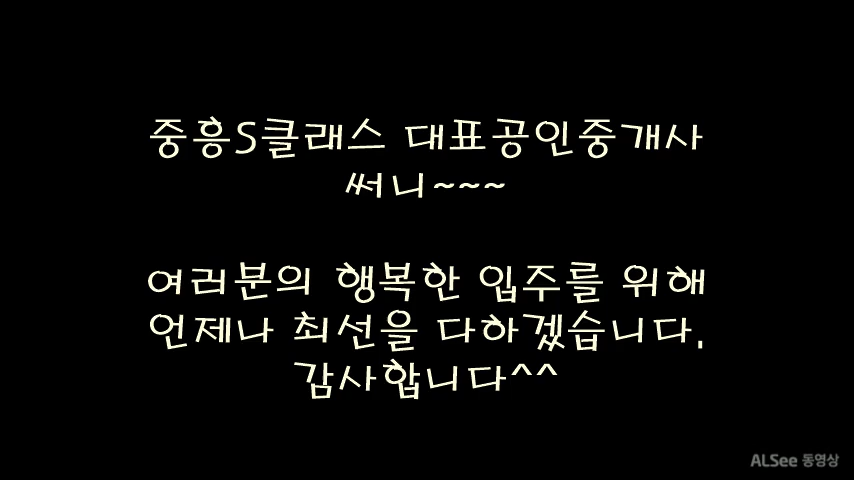 중흥S클래스 대표공인중개사
써니~~~
여러분의 행복한 입주를 위해
언제나 최선을 다하겠습니다.
감사합니다^^
ALSee 동영상